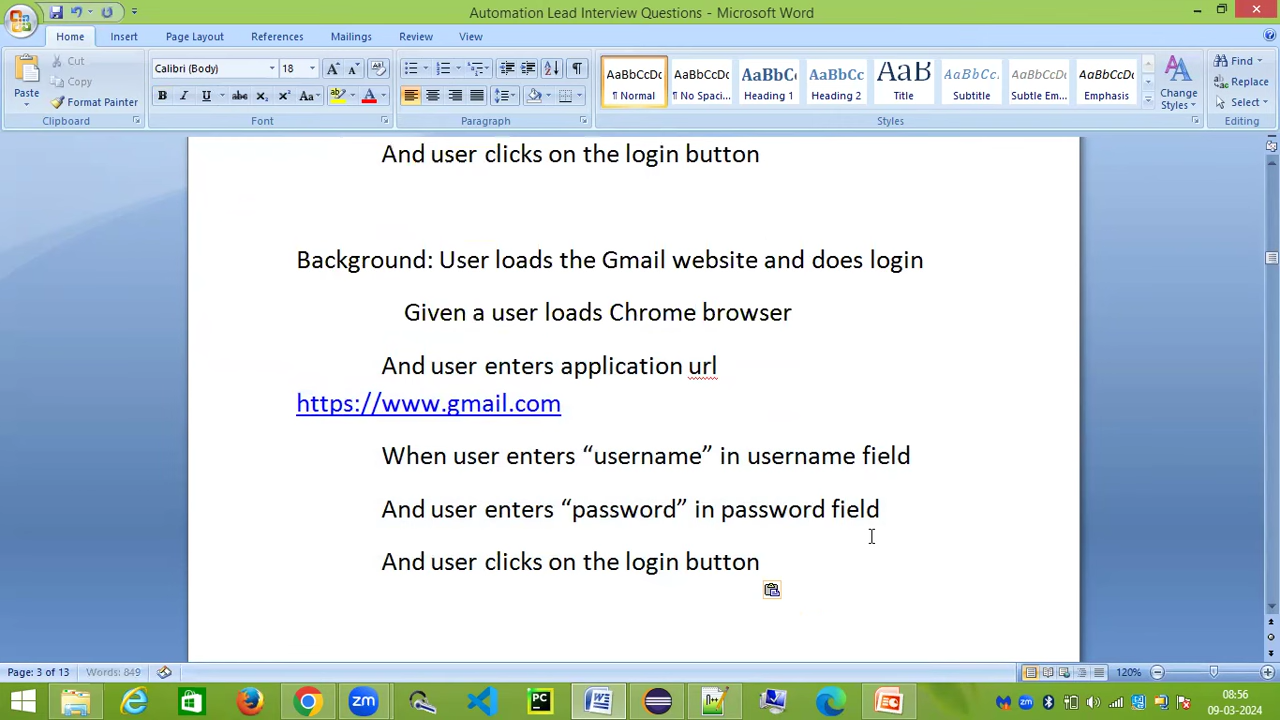 Automation Lead Interview Questions - Microsoft Word
Home Insert Page Layout References Mailings Review View
Paste
Cut
Copy
Format Painter
Clipboard
Calibri (Body) 18
B I U abc X₂ X² Aa
Font
Paragraph
AaBbCcDc AaBbCcDc AaBbC AaBbCc AaB AaBbCc. AaBbCcDc AaBbCcDc
¶ Normal ¶ No Spaci... Heading 1 Heading 2 Title Subtitle Subtle Em... Emphasis
Styles
Change Styles
Find
Replace
Select
Editing
And user clicks on the login button
Background: User loads the Gmail website and does login
Given a user loads Chrome browser
And user enters application url
https://www.gmail.com
When user enters “username” in username field
And user enters “password” in password field
And user clicks on the login button
Page: 3 of 13 Words: 849 120%
08:56
09-03-2024